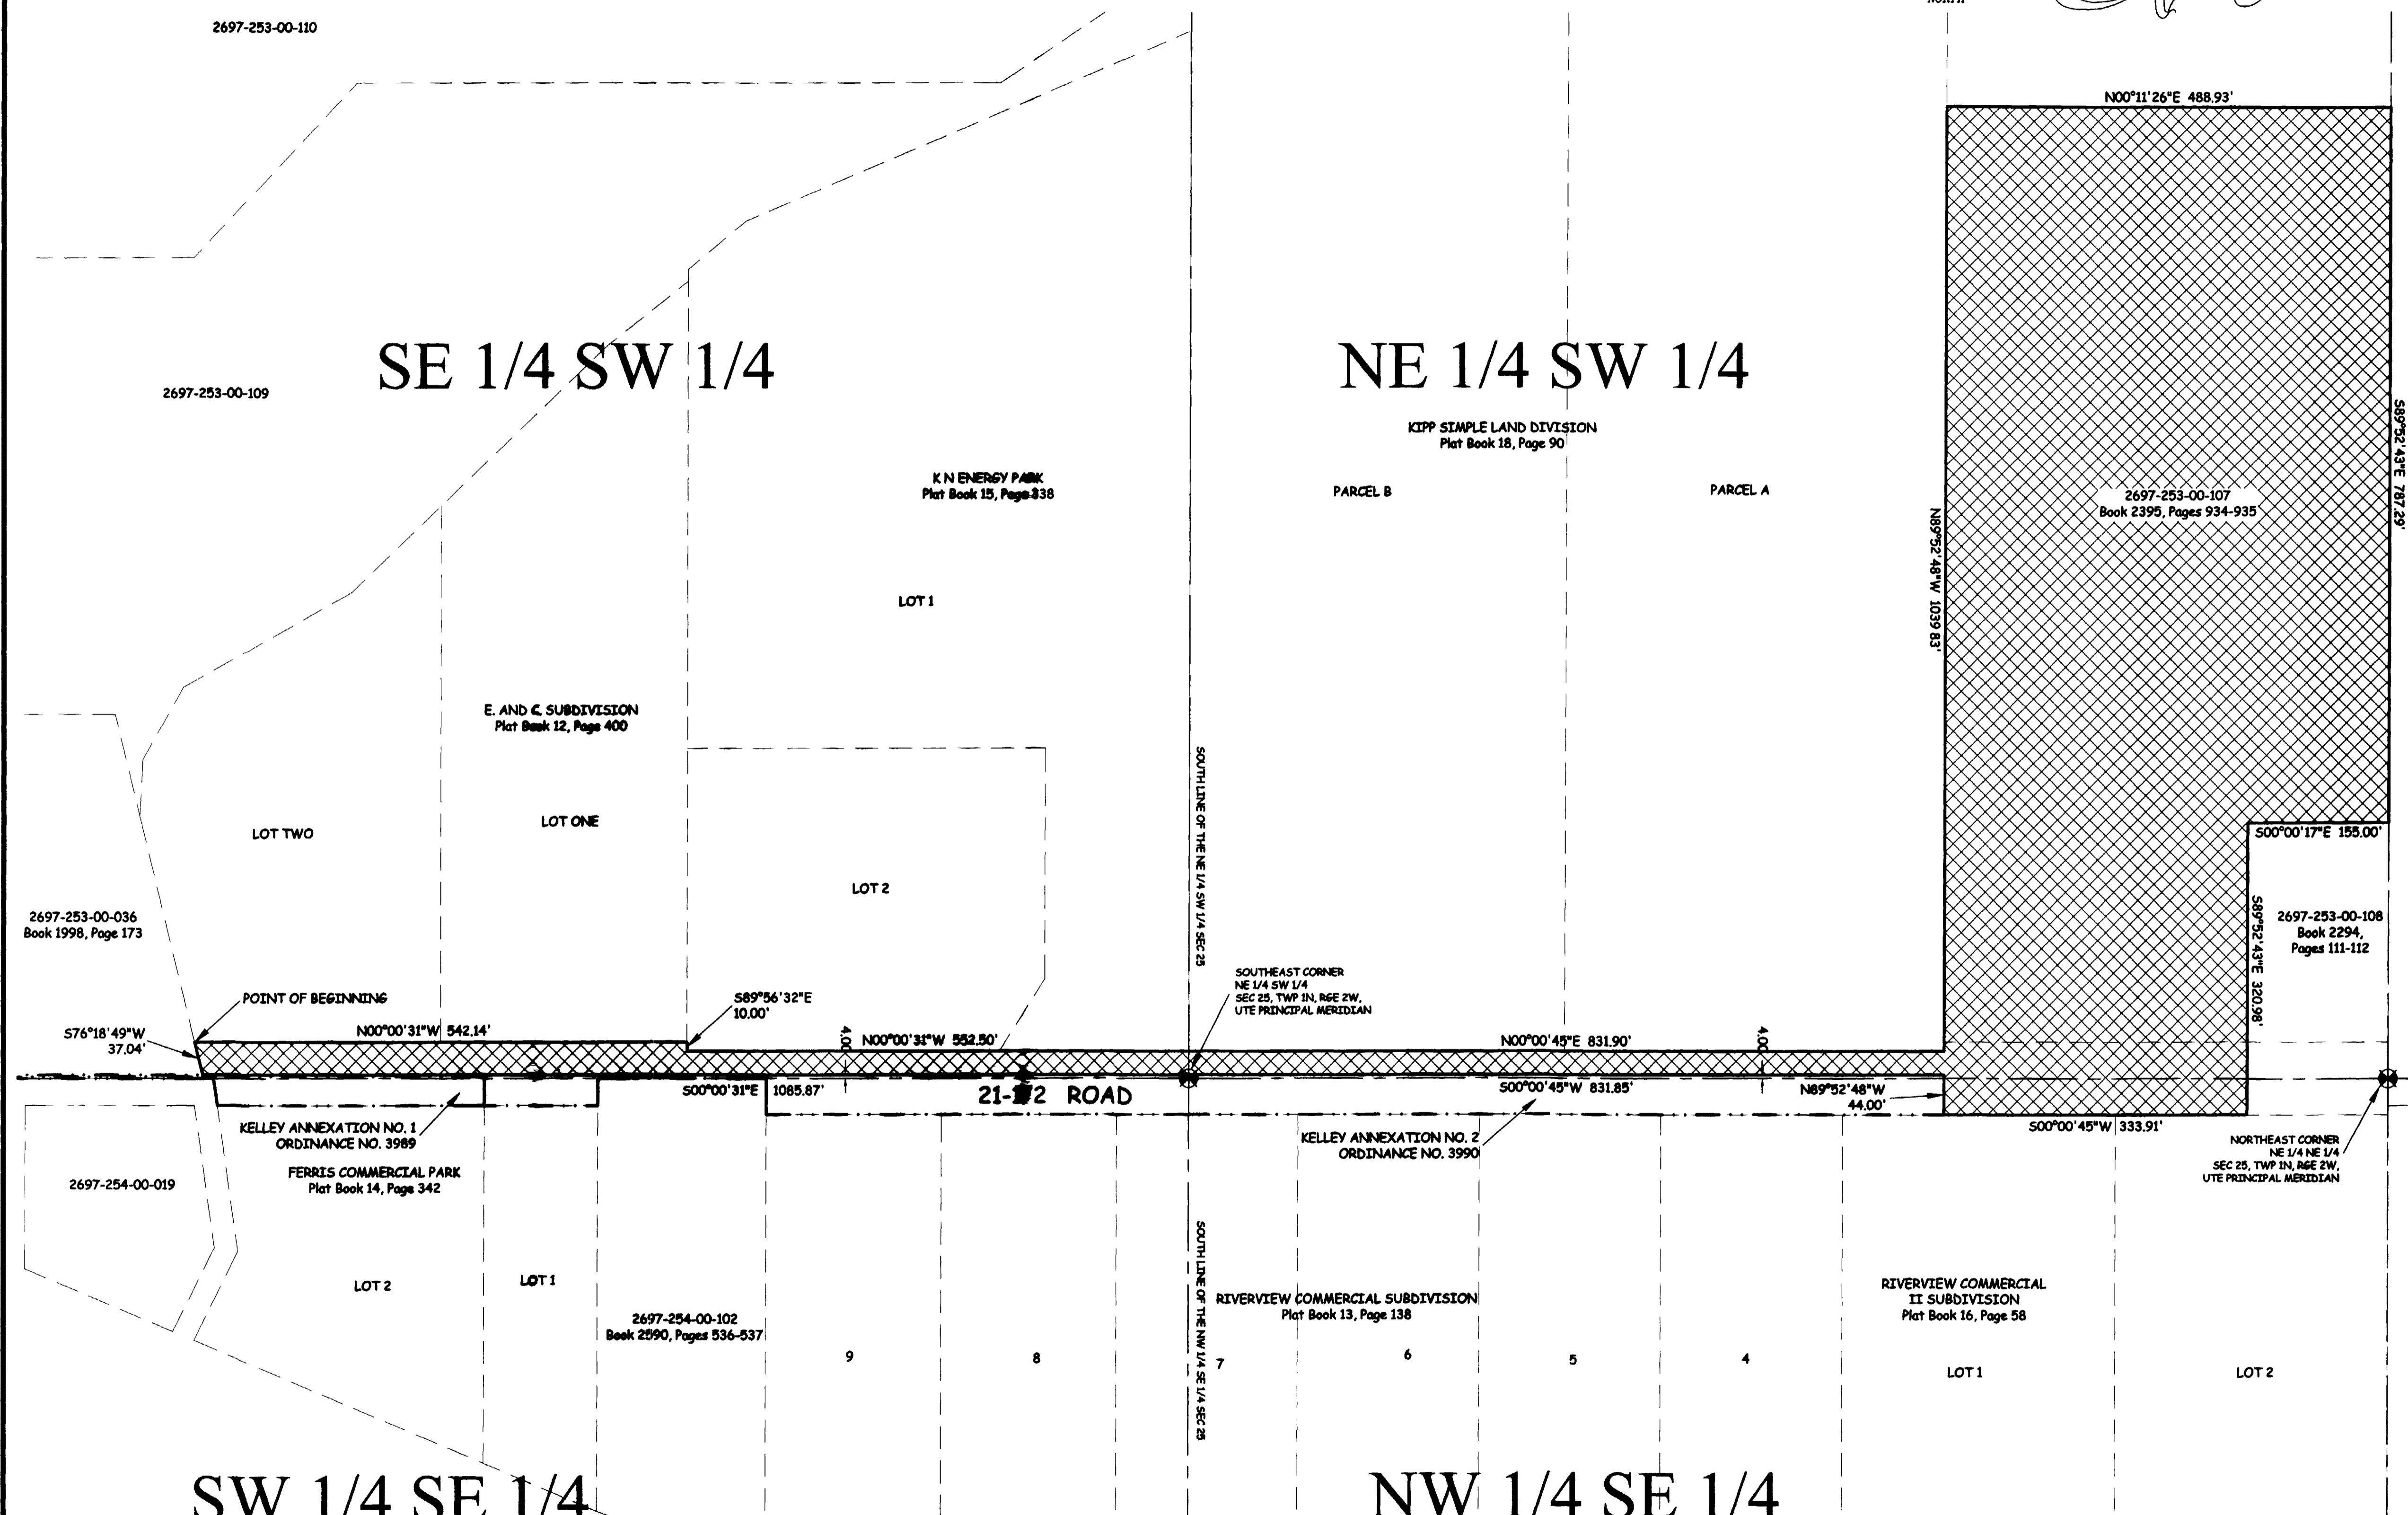 NORTH
2697-253-00-110
N00°11'26"E 488.93'
SE 1/4 SW 1/4
NE 1/4 SW 1/4
2697-253-00-109
KIPP SIMPLE LAND DIVISION
Plat Book 18, Page 90
K N ENERGY PARK
Plat Book 15, Page 338
PARCEL B
PARCEL A
2697-253-00-107
Book 2395, Pages 934-935
S89°52'43"E 787.29'
N89°52'48"W 1039.83'
LOT 1
E. AND C. SUBDIVISION
Plat Book 12, Page 400
SOUTH LINE OF THE NE 1/4 SW 1/4 SEC 25
LOT TWO
LOT ONE
S00°00'17"E 155.00'
LOT 2
2697-253-00-036
Book 1998, Page 173
S89°52'43"E 320.98'
2697-253-00-108
Book 2294,
Pages 111-112
SOUTHEAST CORNER
NE 1/4 SW 1/4
SEC 25, TWP 1N, RGE 2W,
UTE PRINCIPAL MERIDIAN
POINT OF BEGINNING
S89°56'32"E
10.00'
S76°18'49"W
37.04'
N00°00'31"W 542.14'
4.00'
N00°00'31"W 552.50'
N00°00'45"E 831.90'
4.00'
S00°00'31"E 1085.87'
21-1/2 ROAD
S00°00'45"W 831.85'
N89°52'48"W
44.00'
KELLEY ANNEXATION NO. 1
ORDINANCE NO. 3989
KELLEY ANNEXATION NO. 2
ORDINANCE NO. 3990
S00°00'45"W 333.91'
NORTHEAST CORNER
NE 1/4 NE 1/4
SEC 25, TWP 1N, RGE 2W,
UTE PRINCIPAL MERIDIAN
2697-254-00-019
FERRIS COMMERCIAL PARK
Plat Book 14, Page 342
LOT 2
LOT 1
SOUTH LINE OF THE NW 1/4 SE 1/4 SEC 25
2697-254-00-102
Book 2590, Pages 536-537
RIVERVIEW COMMERCIAL SUBDIVISION
Plat Book 13, Page 138
RIVERVIEW COMMERCIAL
II SUBDIVISION
Plat Book 16, Page 58
9
8
7
6
5
4
LOT 1
LOT 2
SW 1/4 SE 1/4
NW 1/4 SE 1/4